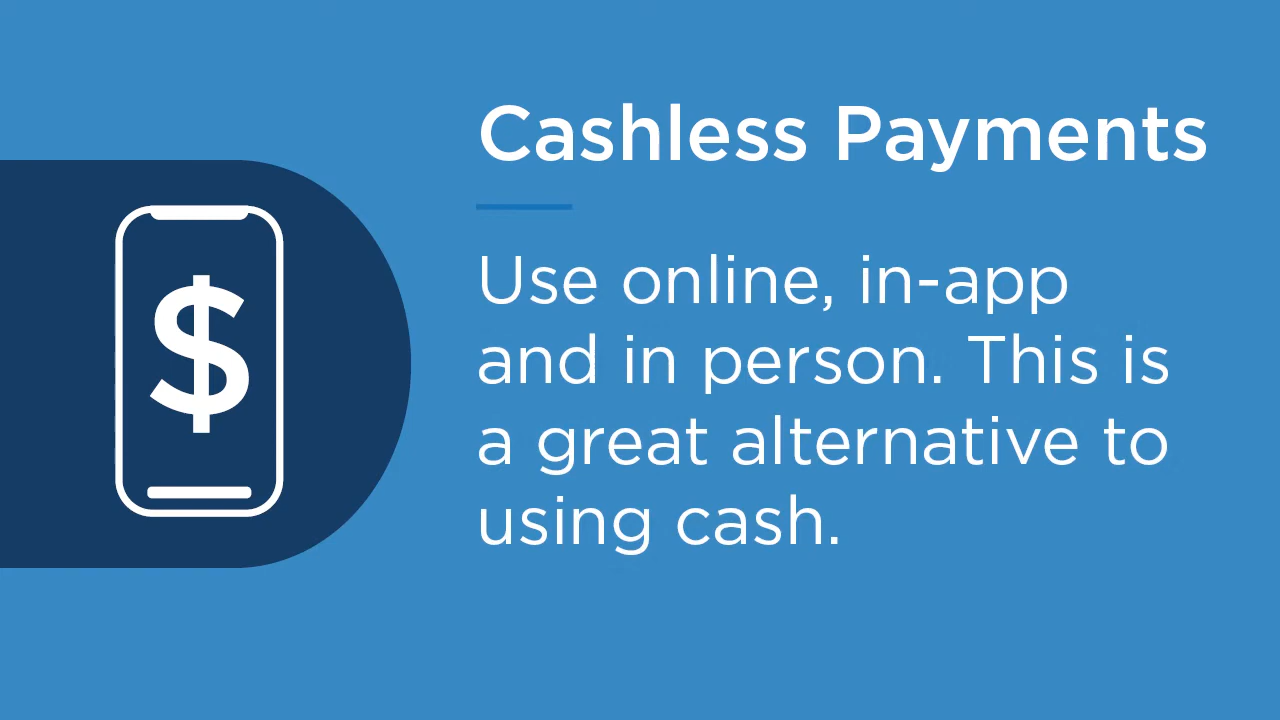 Cashless Payments
Use online, in-app
and in person. This is
a great alternative to
using cash.
$